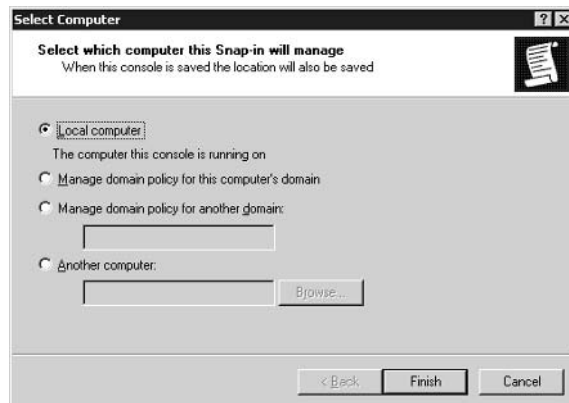 Select Computer
Select which computer this Snap-in will manage
When this console is saved the location will also be saved
Local computer
The computer this console is running on
Manage domain policy for this computer's domain
Manage domain policy for another domain:
Another computer:
Browse...
< Back Finish Cancel